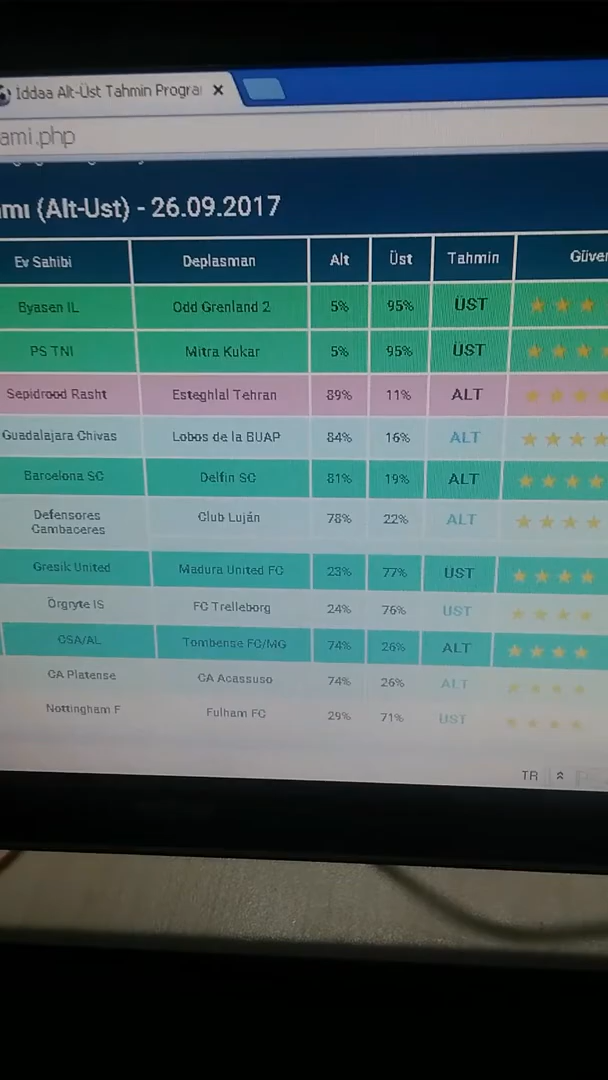 İddaa Alt-Üst Tahmin Progra
ami.php
mı (Alt-Ust) - 26.09.2017
Ev Sahibi Deplasman Alt Üst Tahmin Güve
Byasen IL Odd Grenland 2 5% 95% ÜST
PS TNI Mitra Kukar 5% 95% ÜST
Sepidrood Rasht Esteghlal Tehran 89% 11% ALT
Guadalajara Chivas Lobos de la BUAP 84% 16% ALT
Barcelona SC Delfin SC 81% 19% ALT
Defensores
Cambaceres Club Luján 78% 22% ALT
Gresik United Madura United FC 23% 77% ÜST
Örgryte IS FC Trelleborg 24% 76% ÜST
CSA/AL Tombense FC/MG 74% 26% ALT
CA Platense CA Acassuso 74% 26% ALT
Nottingham F Fulham FC 29% 71% ÜST
TR